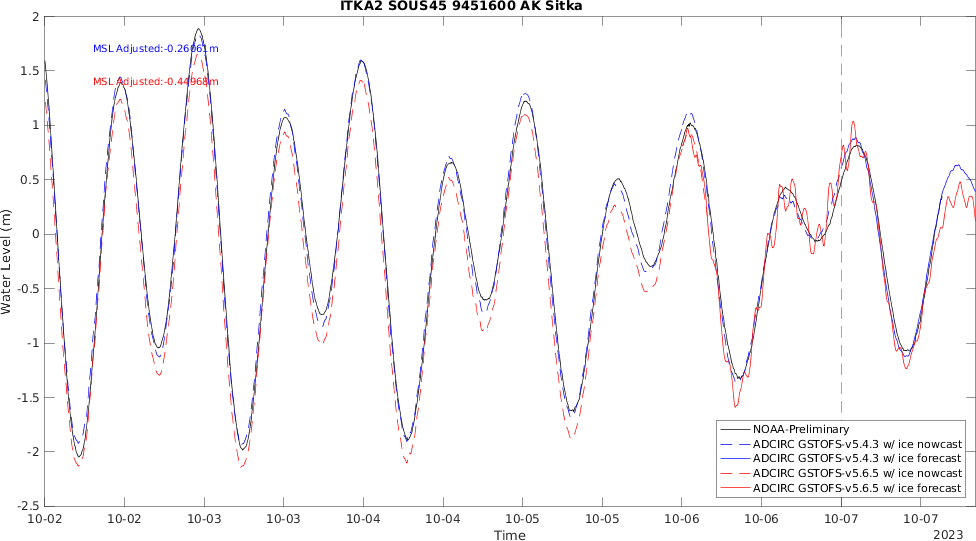 ITKA2 SOUS45 9451600 AK Sitka
MSL Adjusted:-0.26061m
MSL Adjusted:-0.44968m
2
1.5
1
0.5
0
-0.5
-1
-1.5
-2
-2.5
Water Level (m)
NOAA-Preliminary
ADCIRC GSTOFS-v5.4.3 w/ ice nowcast
ADCIRC GSTOFS-v5.4.3 w/ ice forecast
ADCIRC GSTOFS-v5.6.5 w/ ice nowcast
ADCIRC GSTOFS-v5.6.5 w/ ice forecast
10-02 10-02 10-03 10-03 10-04 10-04 10-05 10-05 10-06 10-06 10-07 10-07
Time
2023